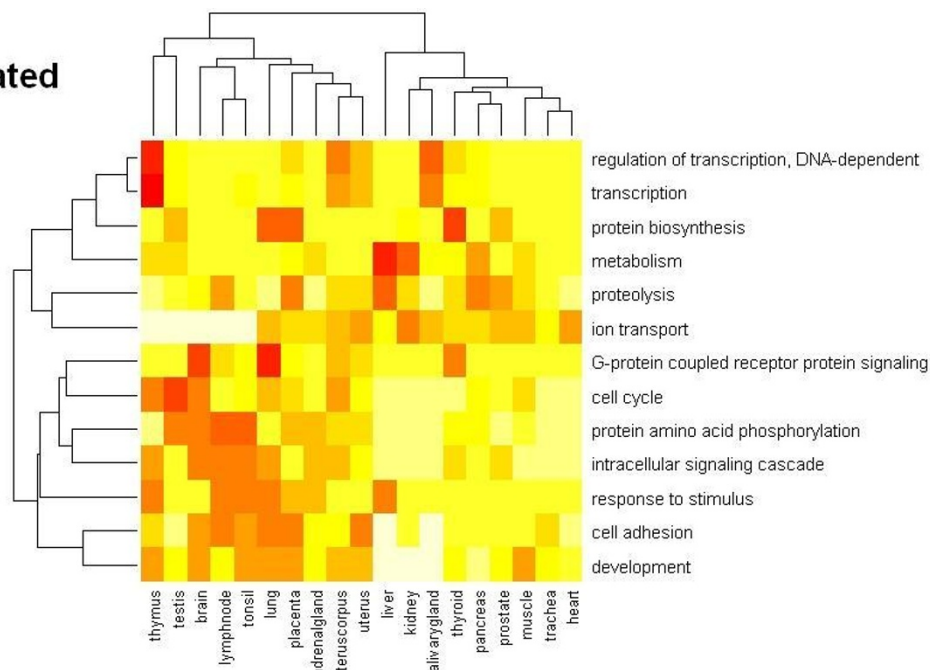 ated
regulation of transcription, DNA-dependent
transcription
protein biosynthesis
metabolism
proteolysis
ion transport
G-protein coupled receptor protein signaling
cell cycle
protein amino acid phosphorylation
intracellular signaling cascade
response to stimulus
cell adhesion
development
thymus
testis
brain
lymphnode
tonsil
lung
placenta
drenalgland
teruscorpus
uterus
liver
kidney
alivarygland
thyroid
pancreas
prostate
muscle
trachea
heart